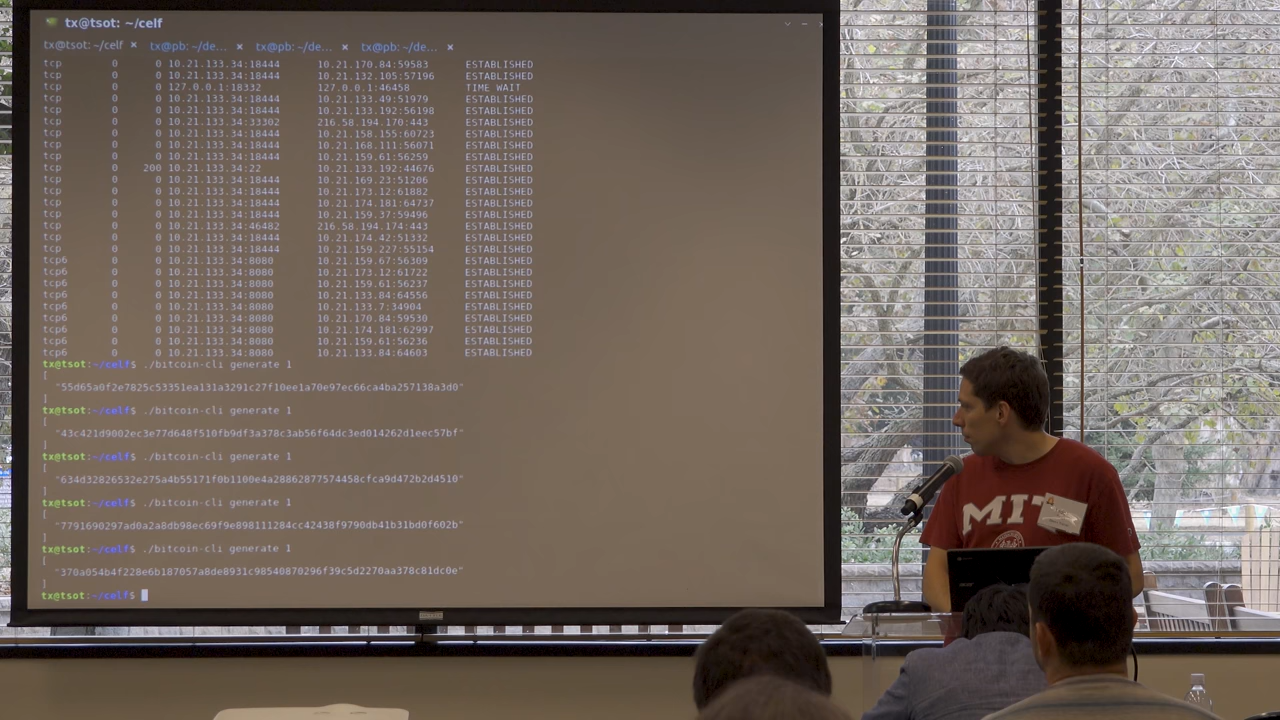 tx@tsot: ~/celf
tx@tsot: ~/celf × tx@pb: ~/de... × tx@pb: ~/de... × tx@pb: ~/de... ×
tcp 0 0 10.21.133.34:18444 10.21.170.84:59583 ESTABLISHED
tcp 0 0 10.21.133.34:18444 10.21.132.105:57196 ESTABLISHED
tcp 0 0 127.0.0.1:18332 127.0.0.1:46458 TIME_WAIT
tcp 0 0 10.21.133.34:18444 10.21.133.49:51979 ESTABLISHED
tcp 0 0 10.21.133.34:18444 10.21.133.192:56198 ESTABLISHED
tcp 0 0 10.21.133.34:33302 216.58.194.170:443 ESTABLISHED
tcp 0 0 10.21.133.34:18444 10.21.158.155:60723 ESTABLISHED
tcp 0 0 10.21.133.34:18444 10.21.168.111:56071 ESTABLISHED
tcp 0 0 10.21.133.34:18444 10.21.159.61:56259 ESTABLISHED
tcp 0 200 10.21.133.34:22 10.21.133.192:44676 ESTABLISHED
tcp 0 0 10.21.133.34:18444 10.21.169.23:51206 ESTABLISHED
tcp 0 0 10.21.133.34:18444 10.21.173.12:61882 ESTABLISHED
tcp 0 0 10.21.133.34:18444 10.21.174.181:64737 ESTABLISHED
tcp 0 0 10.21.133.34:18444 10.21.159.37:59496 ESTABLISHED
tcp 0 0 10.21.133.34:46482 216.58.194.174:443 ESTABLISHED
tcp 0 0 10.21.133.34:18444 10.21.174.42:51332 ESTABLISHED
tcp 0 0 10.21.133.34:18444 10.21.159.227:55154 ESTABLISHED
tcp6 0 0 10.21.133.34:8080 10.21.159.67:56309 ESTABLISHED
tcp6 0 0 10.21.133.34:8080 10.21.173.12:61722 ESTABLISHED
tcp6 0 0 10.21.133.34:8080 10.21.159.61:56237 ESTABLISHED
tcp6 0 0 10.21.133.34:8080 10.21.133.84:64556 ESTABLISHED
tcp6 0 0 10.21.133.34:8080 10.21.133.7:34904 ESTABLISHED
tcp6 0 0 10.21.133.34:8080 10.21.170.84:59530 ESTABLISHED
tcp6 0 0 10.21.133.34:8080 10.21.174.181:62997 ESTABLISHED
tcp6 0 0 10.21.133.34:8080 10.21.159.61:56236 ESTABLISHED
tcp6 0 0 10.21.133.34:8080 10.21.133.84:64603 ESTABLISHED
tx@tsot:~/celf$ ./bitcoin-cli generate 1
[
"55d65a0f2e7825c53351ea131a3291c27f10ee1a70e97ec66ca4ba257138a3d0"
]
tx@tsot:~/celf$ ./bitcoin-cli generate 1
[
"43c421d9002ec3e77d648f510fb9df3a378c3ab56f64dc3ed014262d1eec57bf"
]
tx@tsot:~/celf$ ./bitcoin-cli generate 1
[
"634d32826532e275a4b55171f0b1100e4a28862877574458cfca9d472b2d4510"
]
tx@tsot:~/celf$ ./bitcoin-cli generate 1
[
"7791690297ad0a2a8db98ec69f9e898111284cc42438f9790db41b31bd0f602b"
]
tx@tsot:~/celf$ ./bitcoin-cli generate 1
[
"370a054b4f228e6b187057a8de8931c98540870296f39c5d2270aa378c81dc0e"
]
tx@tsot:~/celf$
MIT